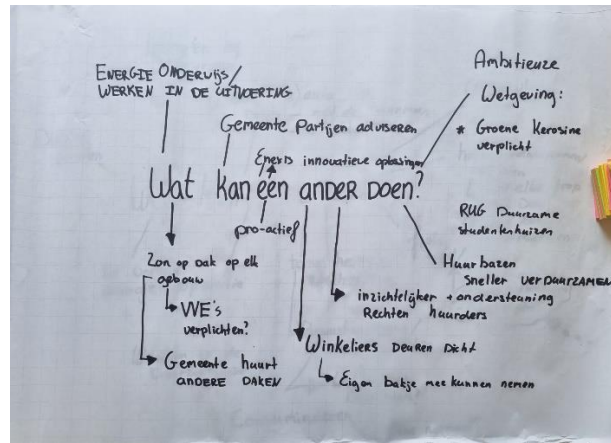 Energie Onderwijs/
Werken in de uitvoering
Gemeente Partijen adviseren
Enexis innovatieve oplossingen
Ambitieuze
Wetgeving:
* Groene Kerosine
verplicht
Wat kan een ander doen?
pro-actief
RUG Duurzame
studentenhuizen
Huurbazen
Sneller verduurzamen
Zon op dak op elk
gebouw
WE's
verplichten?
Gemeente huurt
andere daken
inzichtelijker + ondersteuning
Rechten huurders
Winkeliers deuren dicht
Eigen bakje mee kunnen nemen